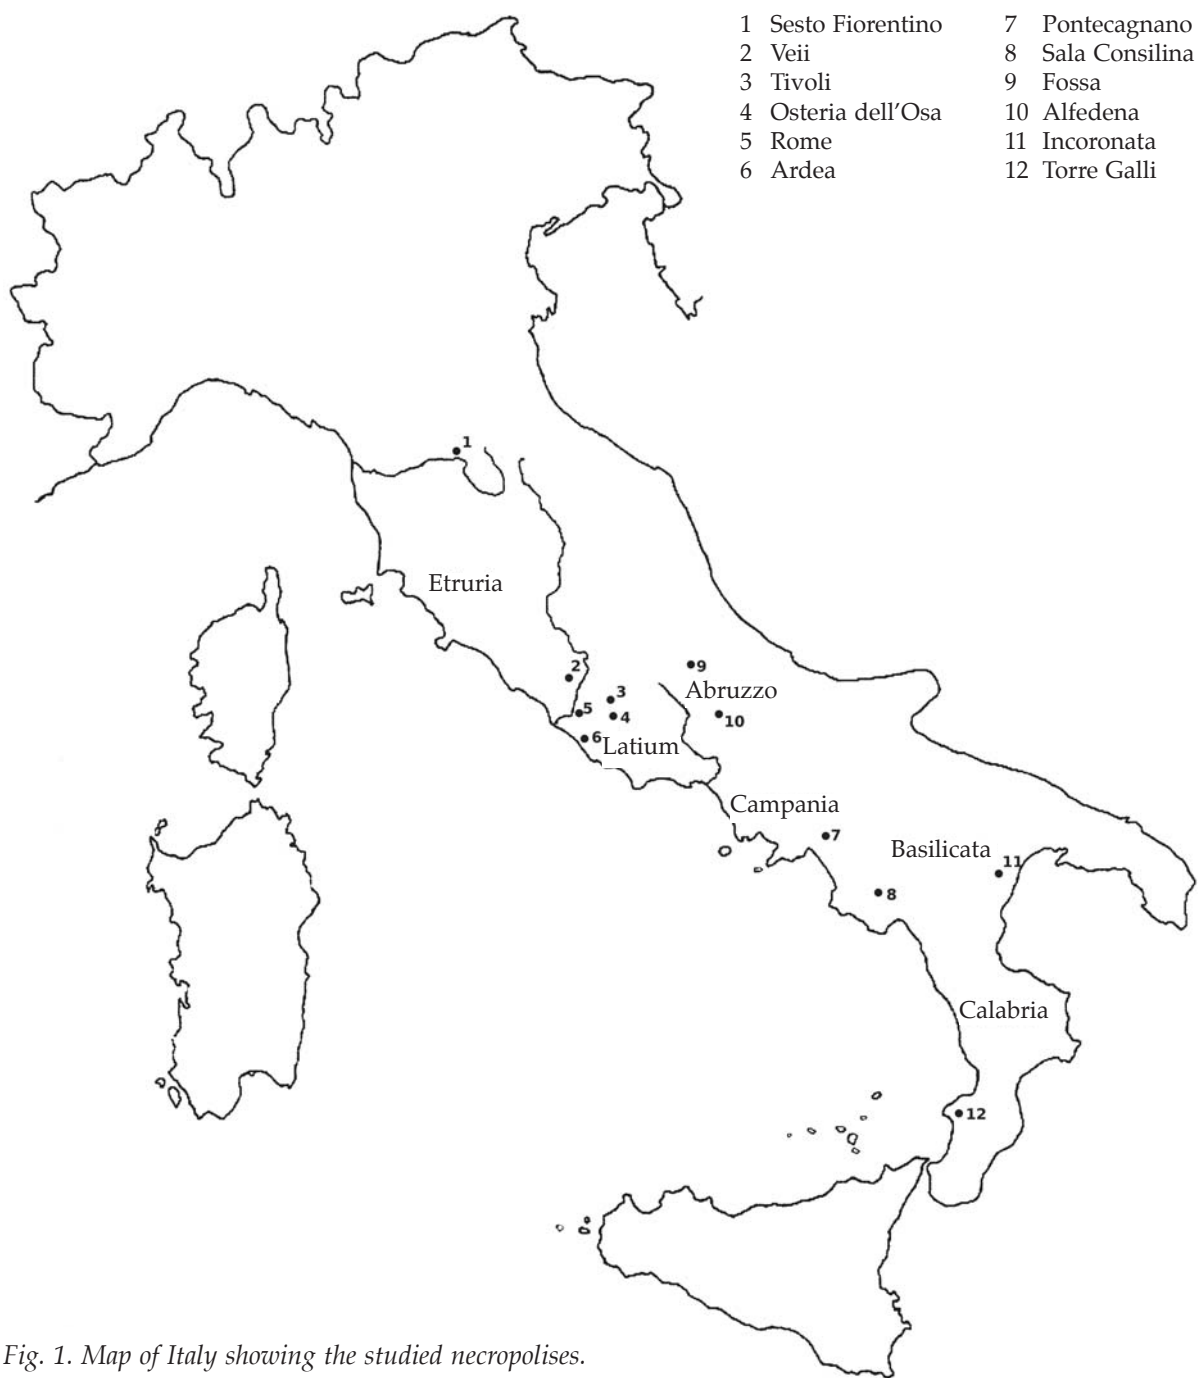 1 Sesto Fiorentino
2 Veii
3 Tivoli
4 Osteria dell'Osa
5 Rome
6 Ardea
7 Pontecagnano
8 Sala Consilina
9 Fossa
10 Alfedena
11 Incoronata
12 Torre Galli
1
Etruria
2
9
3
Abruzzo
5
4
10
6
Latium
Campania
7
Basilicata
11
8
Calabria
12
Fig. 1. Map of Italy showing the studied necropolises.